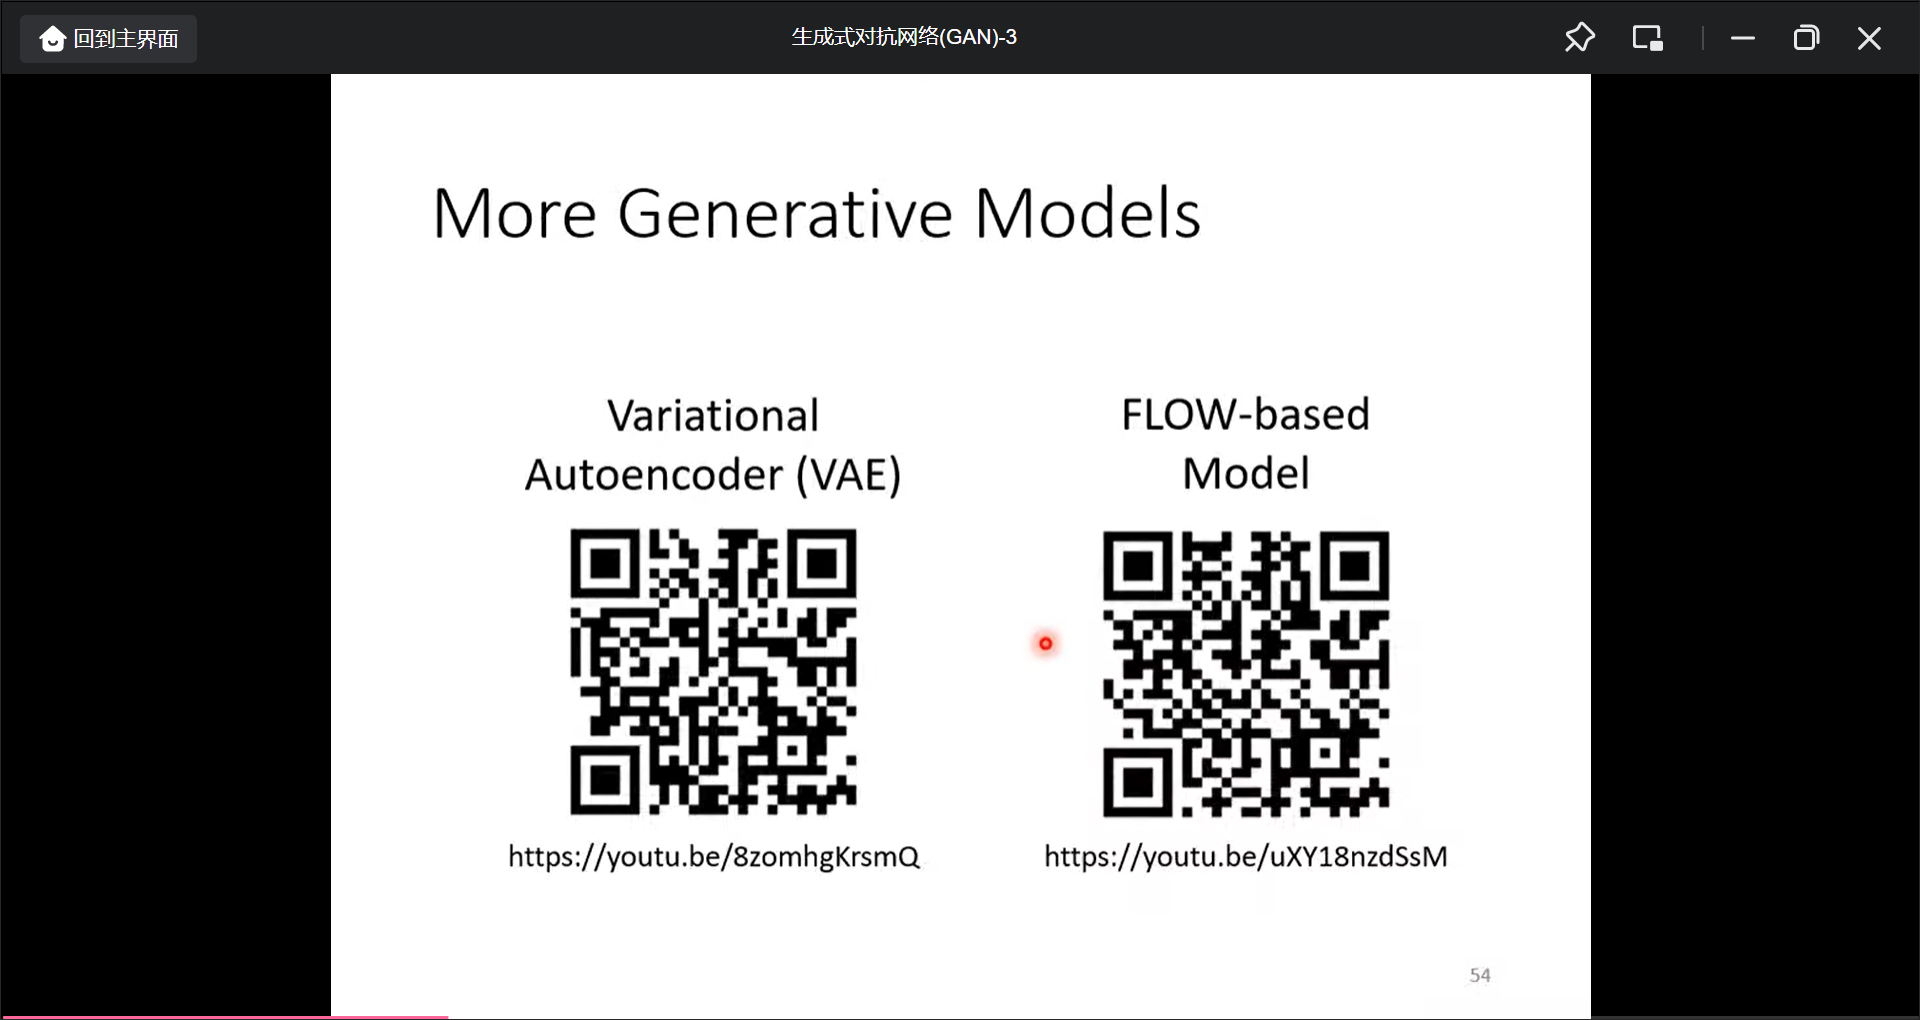 回到主界面
生成式对抗网络(GAN)-3
More Generative Models
Variational
Autoencoder (VAE)
https://youtu.be/8zomhgKrsmQ
FLOW-based
Model
https://youtu.be/uXY18nzdSsM
54